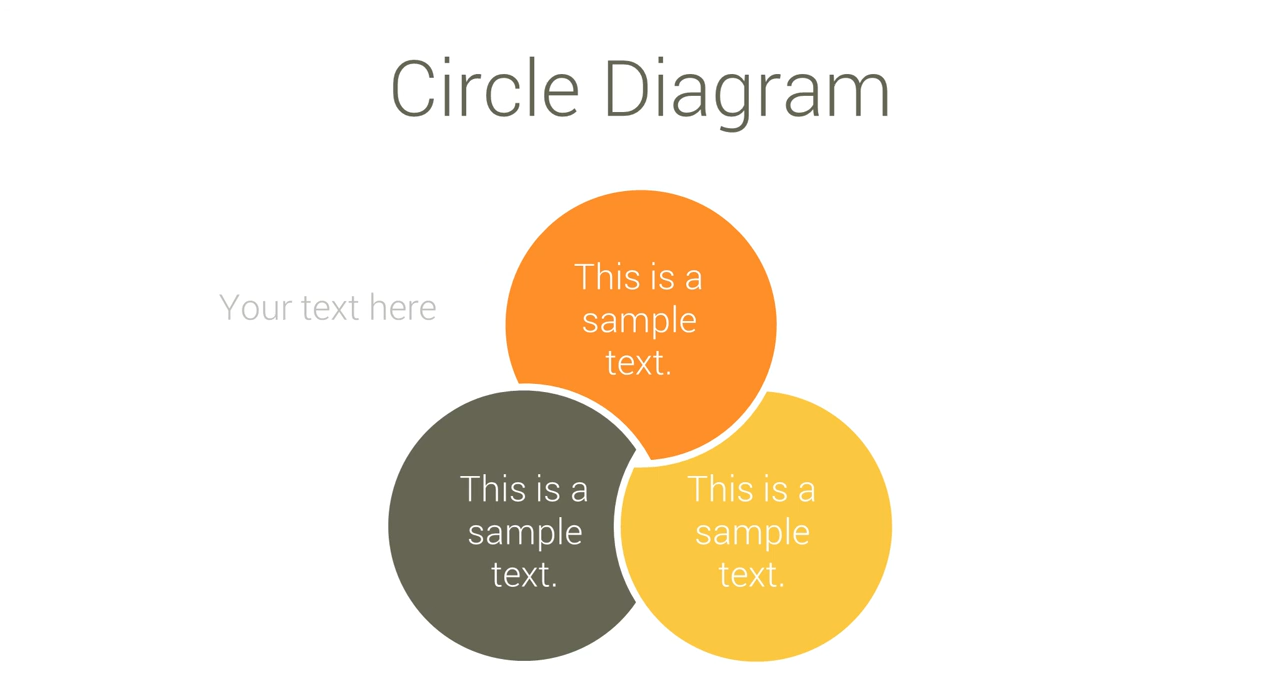 Circle Diagram
Your text here
This is a
sample
text.
This is a
sample
text.
This is a
sample
text.